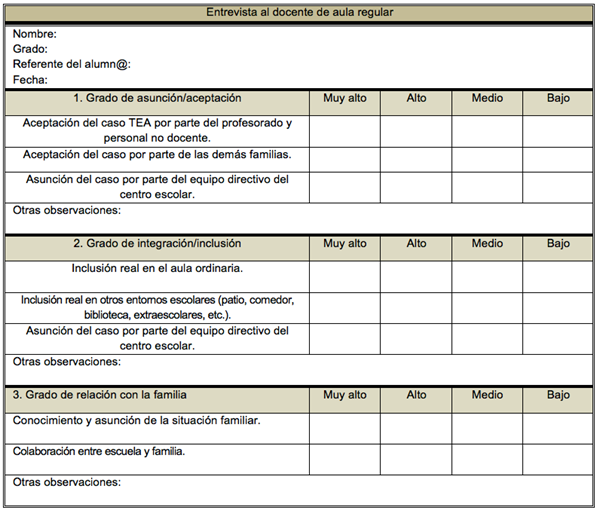 Entrevista al docente de aula regular
Nombre:
Grado:
Referente del alumn@:
Fecha:
1. Grado de asunción/aceptación Muy alto Alto Medio Bajo
Aceptación del caso TEA por parte del profesorado y
personal no docente.
Aceptación del caso por parte de las demás familias.
Asunción del caso por parte del equipo directivo del
centro escolar.
Otras observaciones:
2. Grado de integración/inclusión Muy alto Alto Medio Bajo
Inclusión real en el aula ordinaria.
Inclusión real en otros entornos escolares (patio, comedor,
biblioteca, extraescolares, etc.).
Asunción del caso por parte del equipo directivo del
centro escolar.
Otras observaciones:
3. Grado de relación con la familia Muy alto Alto Medio Bajo
Conocimiento y asunción de la situación familiar.
Colaboración entre escuela y familia.
Otras observaciones: